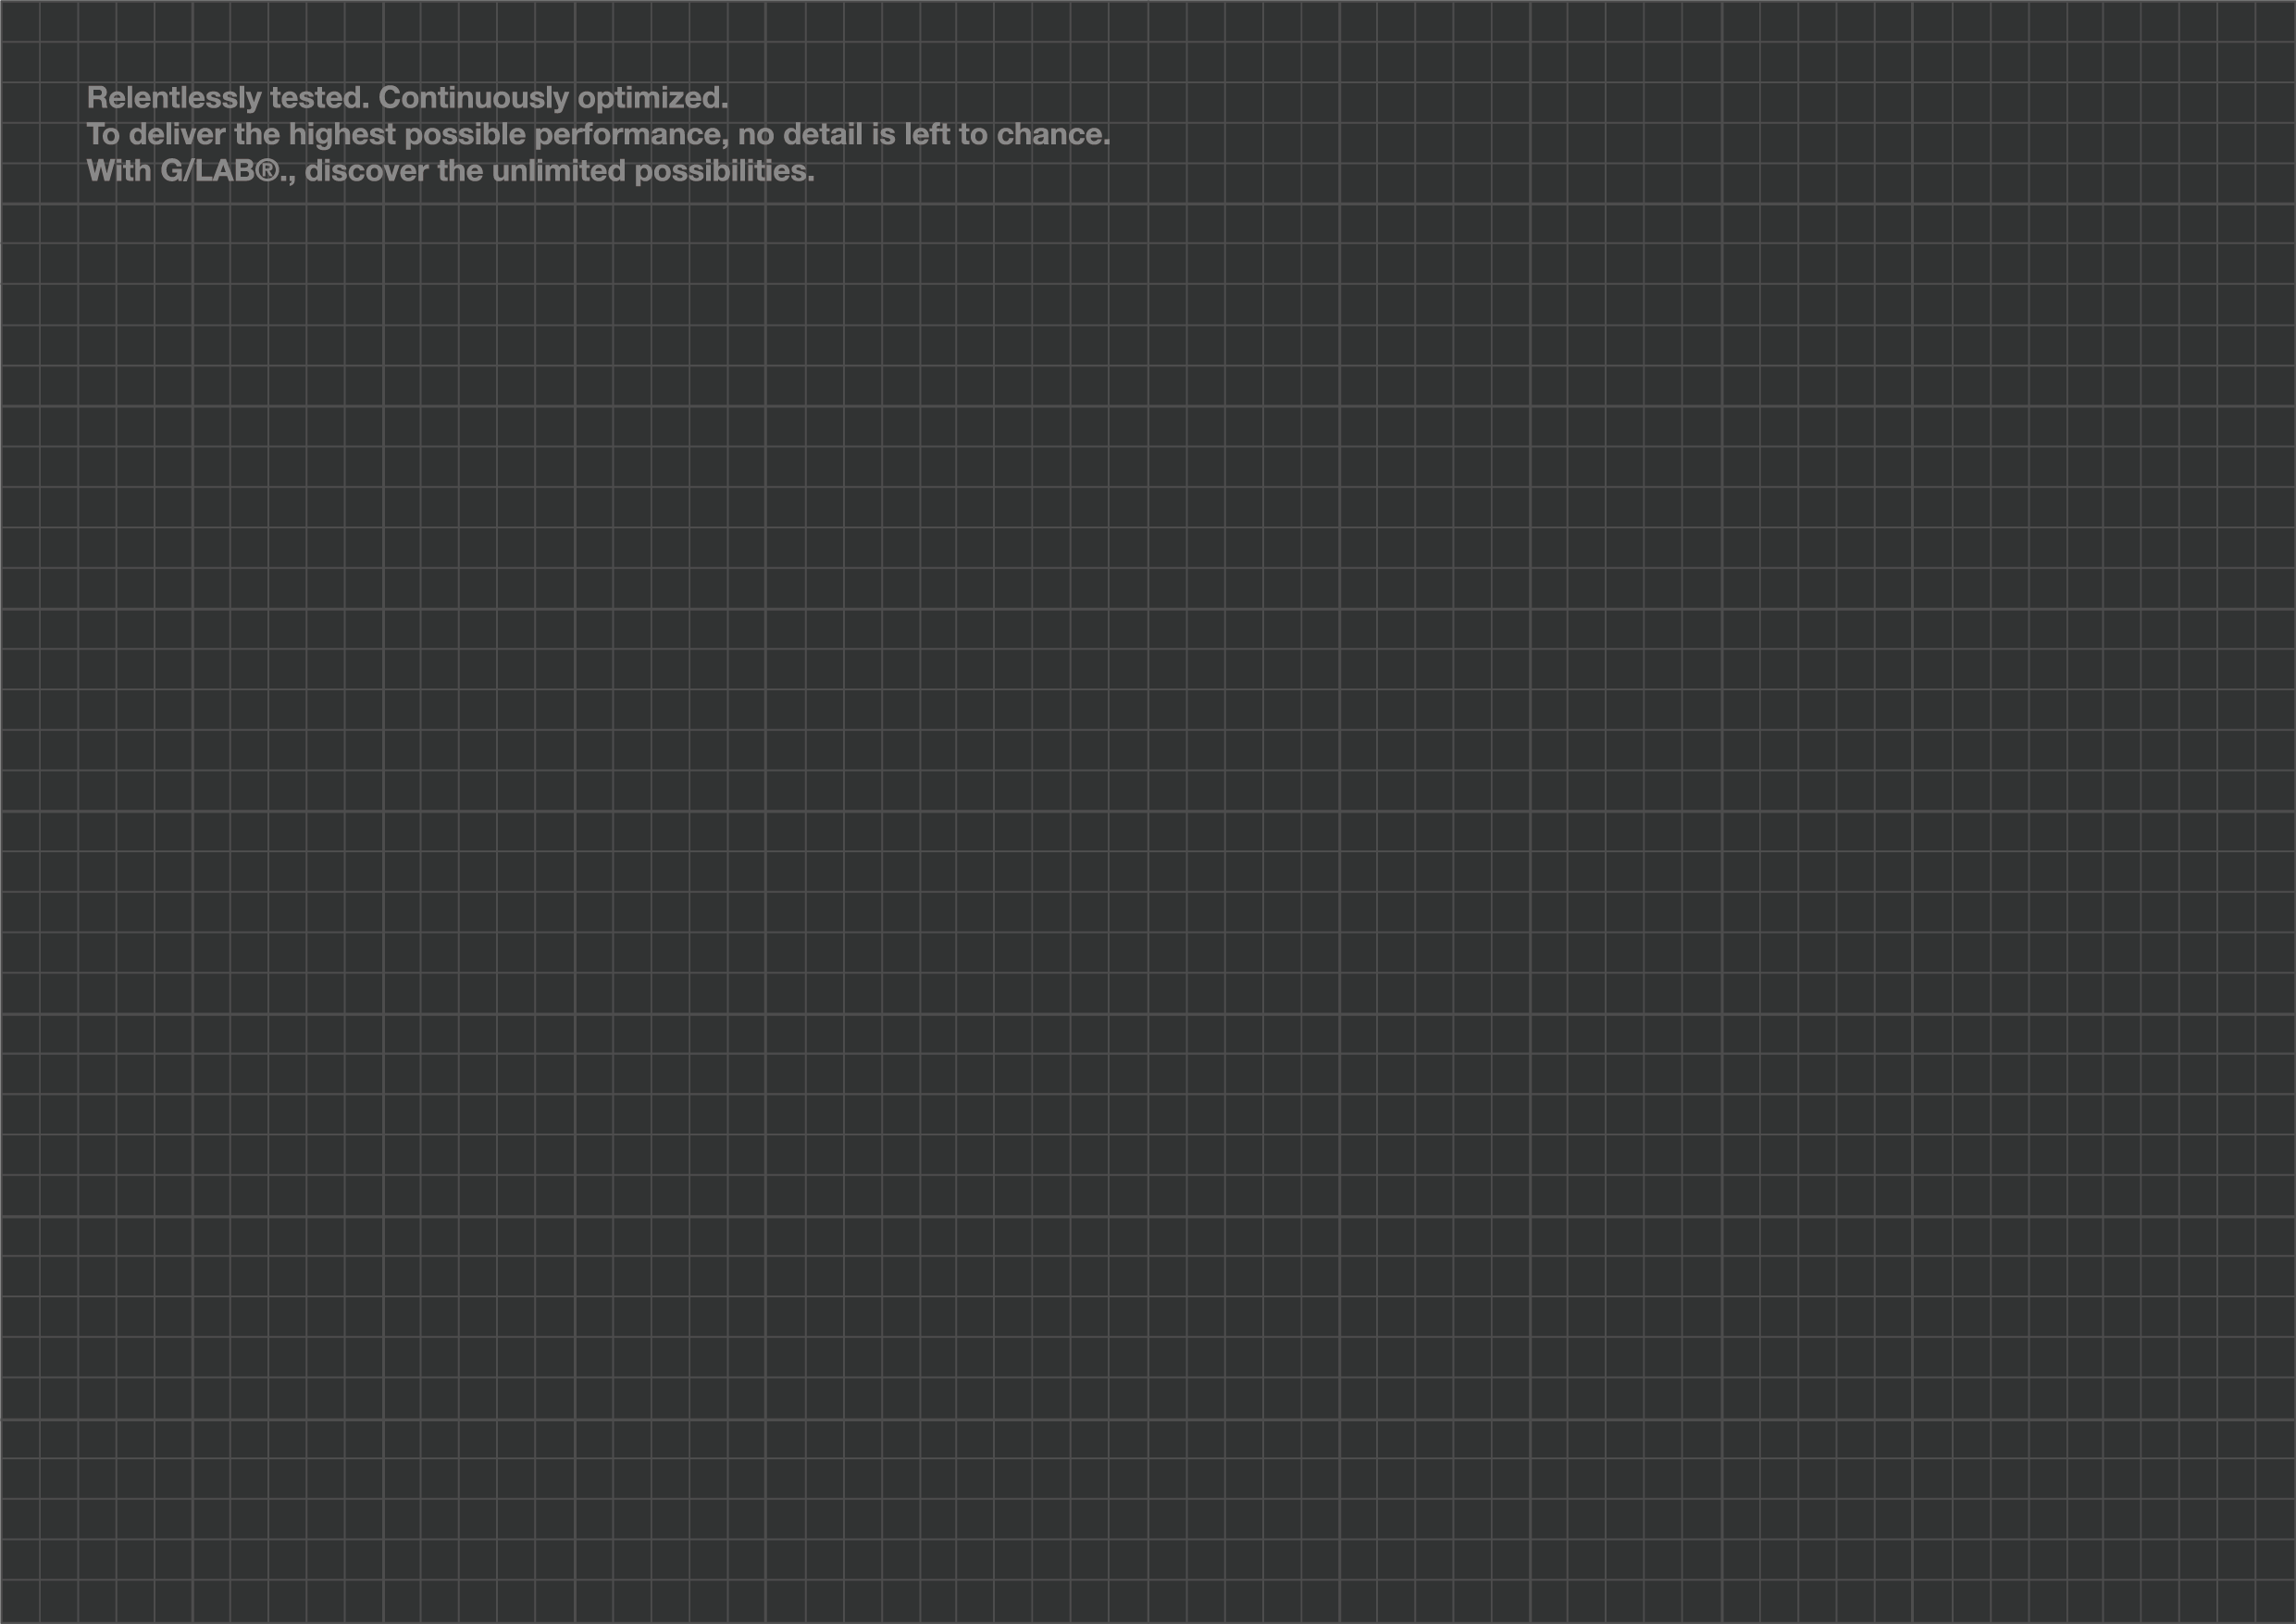 Relentlessly tested. Continuously optimized.
To deliver the highest possible performance, no detail is left to chance.
With G/LAB®., discover the unlimited possibilities.